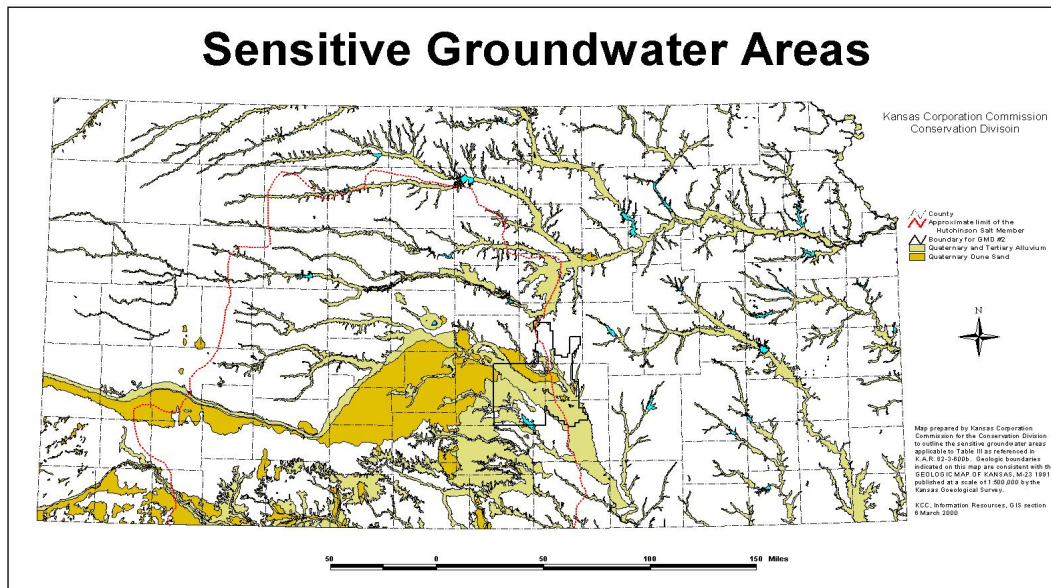 Sensitive Groundwater Areas
Kansas Corporation Commission
Conservation Divisoin
County
Approximate limit of the
Hutchinson Salt Member
Boundary for GMD #2
Quaternary and Tertiary Alluvium
Quaternary Dune Sand
N
Map prepared by Kansas Corporation
Commission for the Conservation Division
to outline the sensitive groundwater areas
applicable to Table III as referenced in
K.A.R. 82-3-600b. Geologic boundaries
indicated on this map are consistent with the
GEOLOGIC MAP OF KANSAS, M-23 1991
published at a scale of 1:500,000 by the
Kansas Geological Survey.
KCC, Information Resources, GIS section
6 March 2000
50 0 50 100 150 Miles